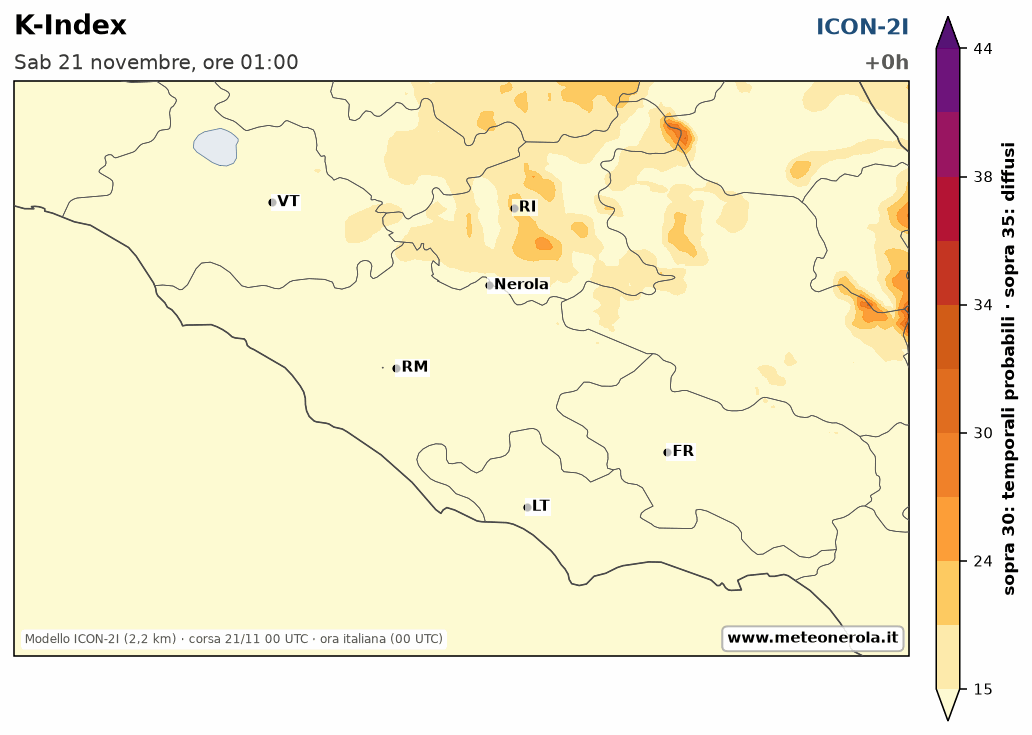 K-Index
ICON-2I
Sab 21 novembre, ore 01:00
+0h
VT
RI
Nerola
RM
FR
LT
Modello ICON-2I (2,2 km) · corsa 21/11 00 UTC · ora italiana (00 UTC)
www.meteonerola.it
44
38
34
30
24
15
sopra 30: temporali probabili · sopra 35: diffusi